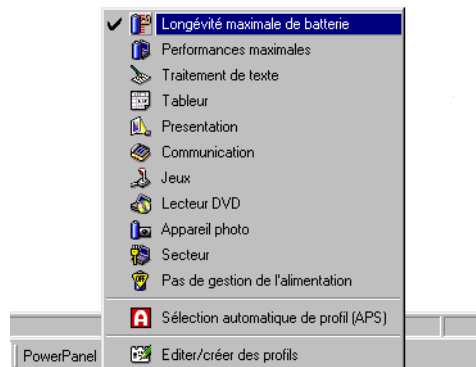 Longévité maximale de batterie
Performances maximales
Traitement de texte
Tableur
Presentation
Communication
Jeux
Lecteur DVD
Appareil photo
Secteur
Pas de gestion de l'alimentation
Sélection automatique de profil (APS)
PowerPanel
Editer/créer des profils